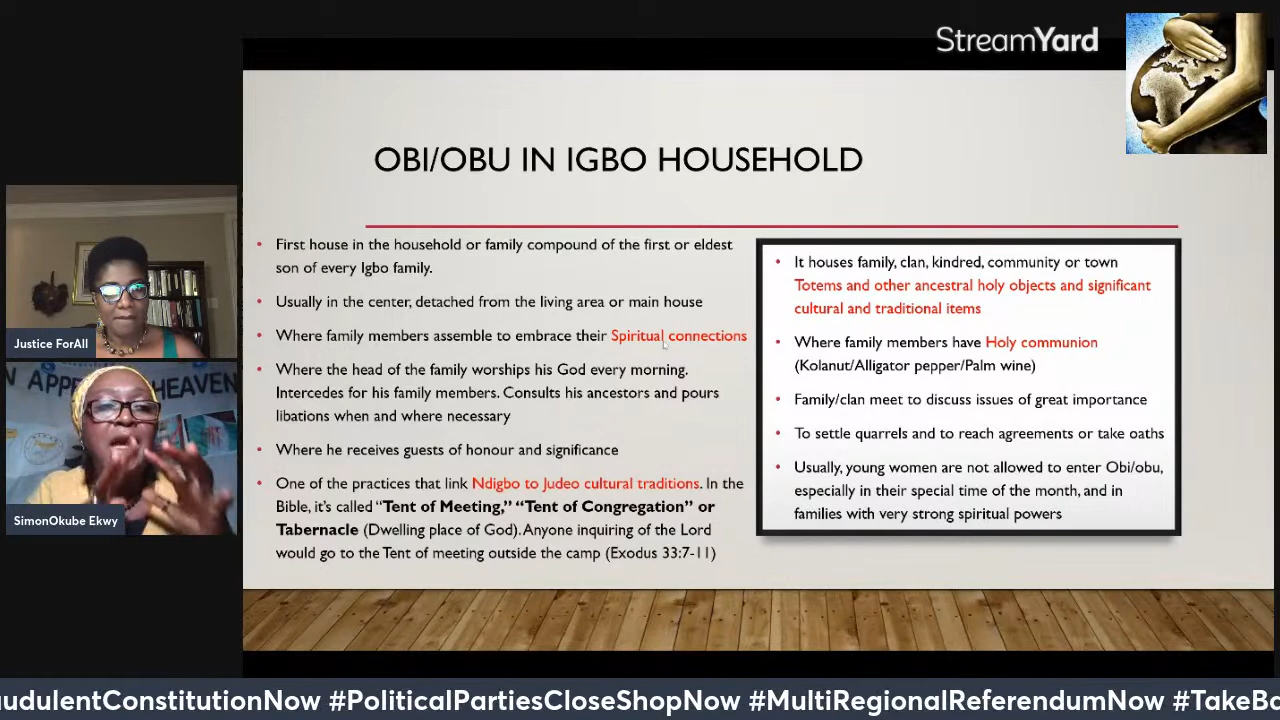 StreamYard
OBI/OBU IN IGBO HOUSEHOLD
• First house in the household or family compound of the first or eldest
son of every Igbo family.
• Usually in the center, detached from the living area or main house
• Where family members assemble to embrace their Spiritual connections
• Where the head of the family worships his God every morning.
Intercedes for his family members. Consults his ancestors and pours
libations when and where necessary
• Where he receives guests of honour and significance
• One of the practices that link Ndigbo to Judeo cultural traditions. In the
Bible, it's called “Tent of Meeting,” “Tent of Congregation” or
Tabernacle (Dwelling place of God). Anyone inquiring of the Lord
would go to the Tent of meeting outside the camp (Exodus 33:7-11)
• It houses family, clan, kindred, community or town
Totems and other ancestral holy objects and significant
cultural and traditional items
• Where family members have Holy communion
(Kolanut/Alligator pepper/Palm wine)
• Family/clan meet to discuss issues of great importance
• To settle quarrels and to reach agreements or take oaths
• Usually, young women are not allowed to enter Obi/obu,
especially in their special time of the month, and in
families with very strong spiritual powers
Justice ForAll
N APPE HEAVEN
SimonOkube Ekwy
udulentConstitutionNow #PoliticalPartiesCloseShopNow #MultiRegionalReferendumNow #TakeBa